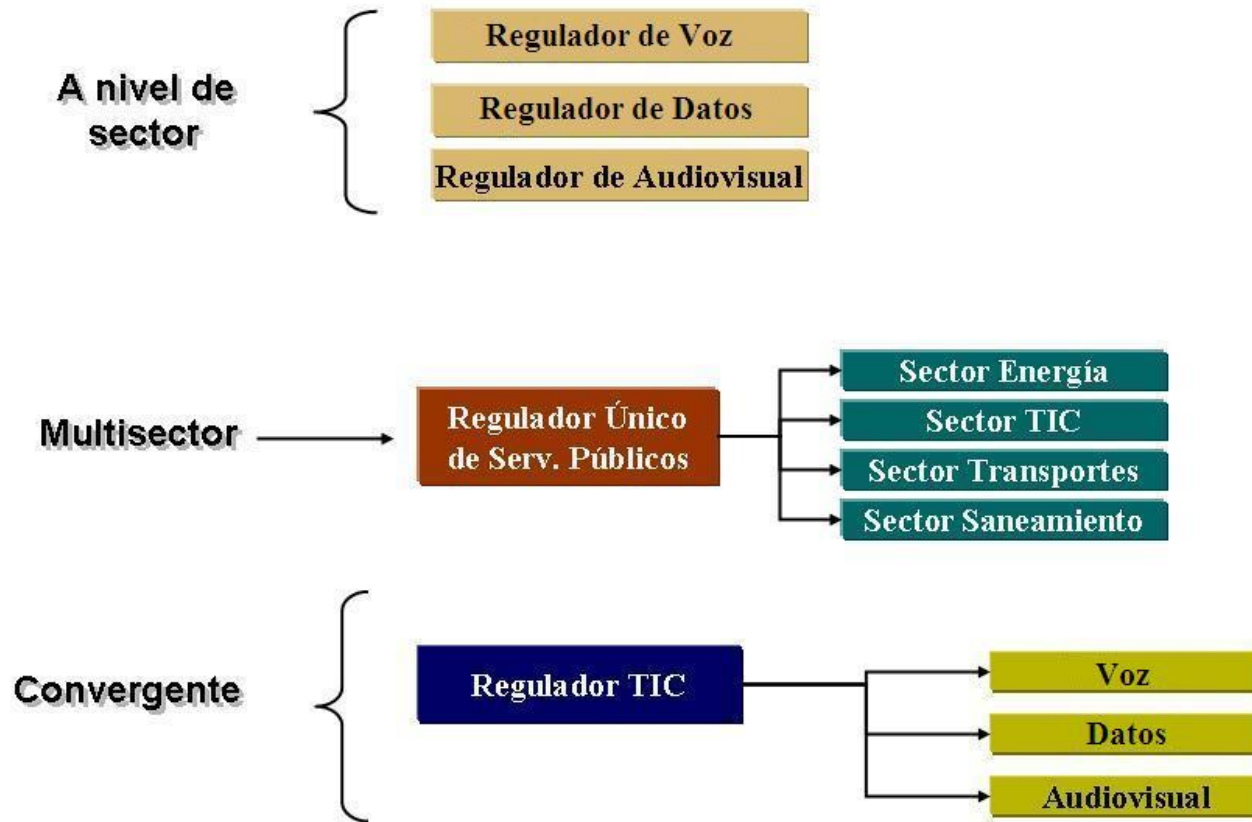 A nivel de
sector
Regulador de Voz
Regulador de Datos
Regulador de Audiovisual
Multisector
Regulador Único
de Serv. Públicos
Sector Energía
Sector TIC
Sector Transportes
Sector Saneamiento
Convergente
Regulador TIC
Voz
Datos
Audiovisual